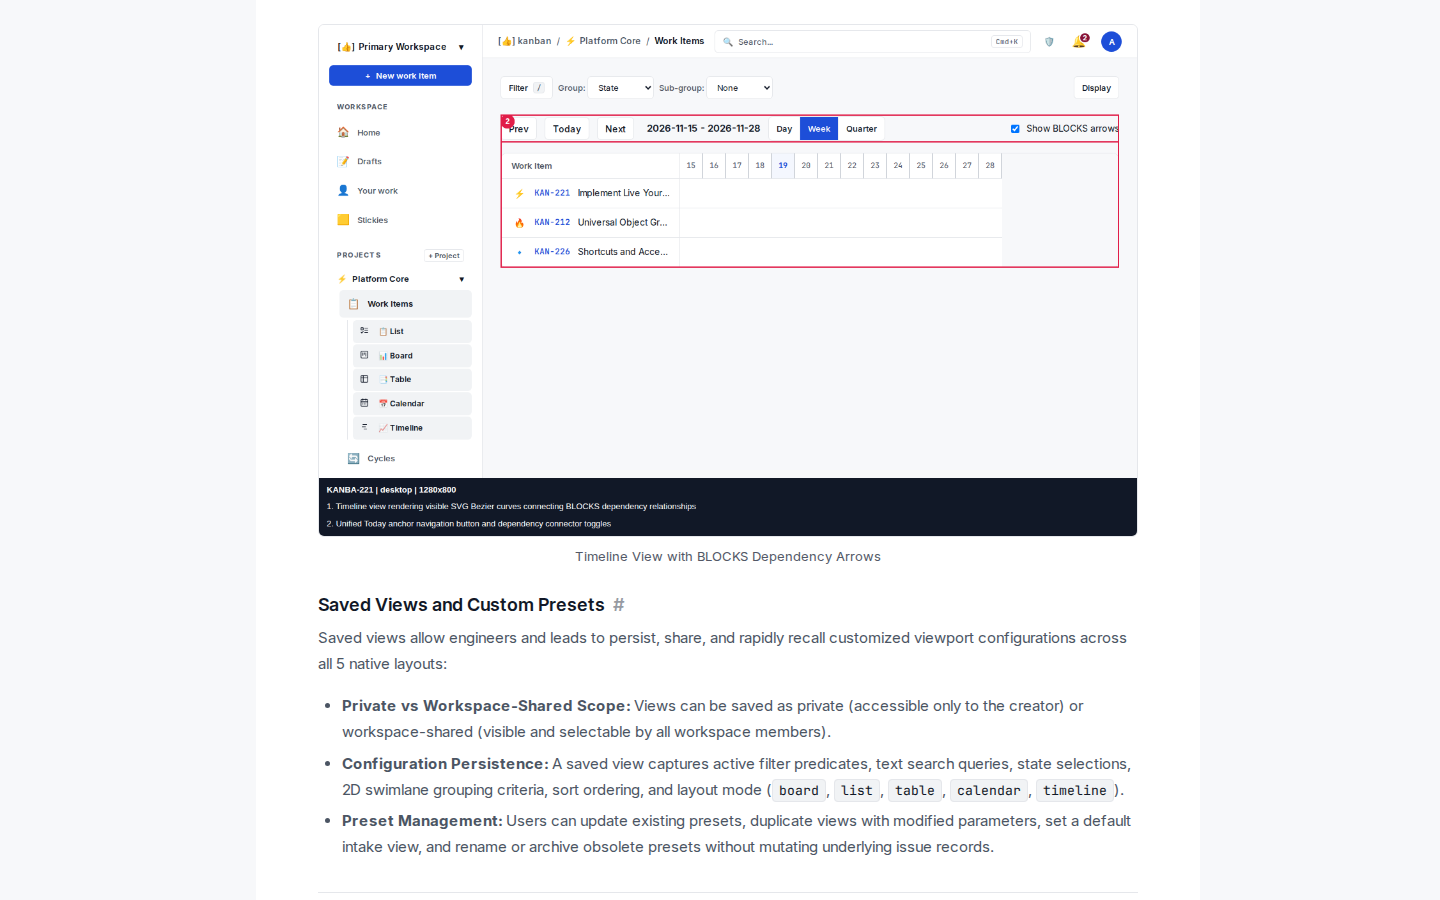 [👍] Primary Workspace ▾
[👍] kanban / ⚡ Platform Core / Work Items
🔍 Search... Cmd+K
2
A
+ New work item
Filter / Group: State Sub-group: None
Display
WORKSPACE
🏠 Home
📝 Drafts
👤 Your work
🟨 Stickies
2
Prev Today Next 2026-11-15 - 2026-11-28 Day Week Quarter
Show BLOCKS arrows
Work Item 15 16 17 18 19 20 21 22 23 24 25 26 27 28
⚡ KAN-221 Implement Live Your...
🔥 KAN-212 Universal Object Gr...
🔹 KAN-226 Shortcuts and Acce...
PROJECTS + Project
⚡ Platform Core ▾
📋 Work Items
📋 List
📊 Board
📑 Table
📅 Calendar
📈 Timeline
🔄 Cycles
KANBA-221 | desktop | 1280x800
1. Timeline view rendering visible SVG Bezier curves connecting BLOCKS dependency relationships
2. Unified Today anchor navigation button and dependency connector toggles
Timeline View with BLOCKS Dependency Arrows
Saved Views and Custom Presets #
Saved views allow engineers and leads to persist, share, and rapidly recall customized viewport configurations across
all 5 native layouts:
• Private vs Workspace-Shared Scope: Views can be saved as private (accessible only to the creator) or
workspace-shared (visible and selectable by all workspace members).
• Configuration Persistence: A saved view captures active filter predicates, text search queries, state selections,
2D swimlane grouping criteria, sort ordering, and layout mode (board, list, table, calendar, timeline).
• Preset Management: Users can update existing presets, duplicate views with modified parameters, set a default
intake view, and rename or archive obsolete presets without mutating underlying issue records.